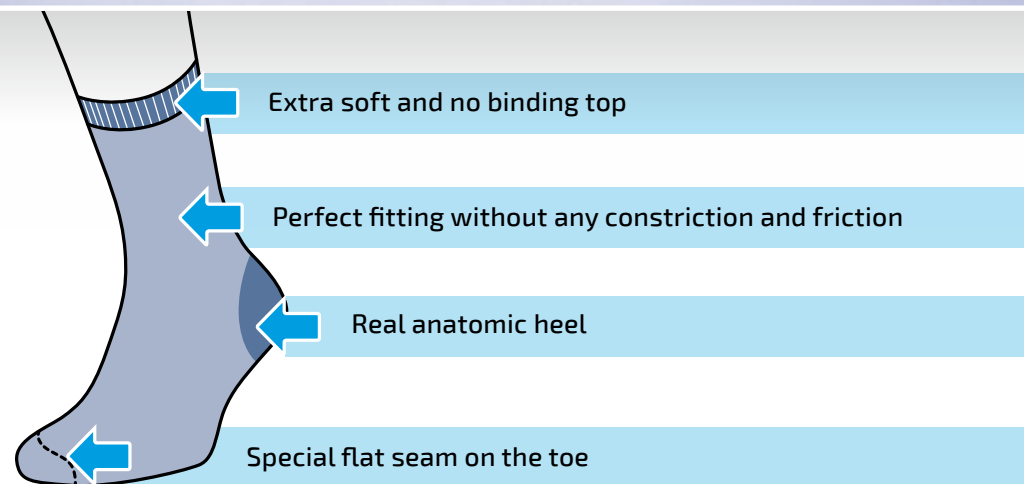 Extra soft and no binding top
Perfect fitting without any constriction and friction
Real anatomic heel
Special flat seam on the toe